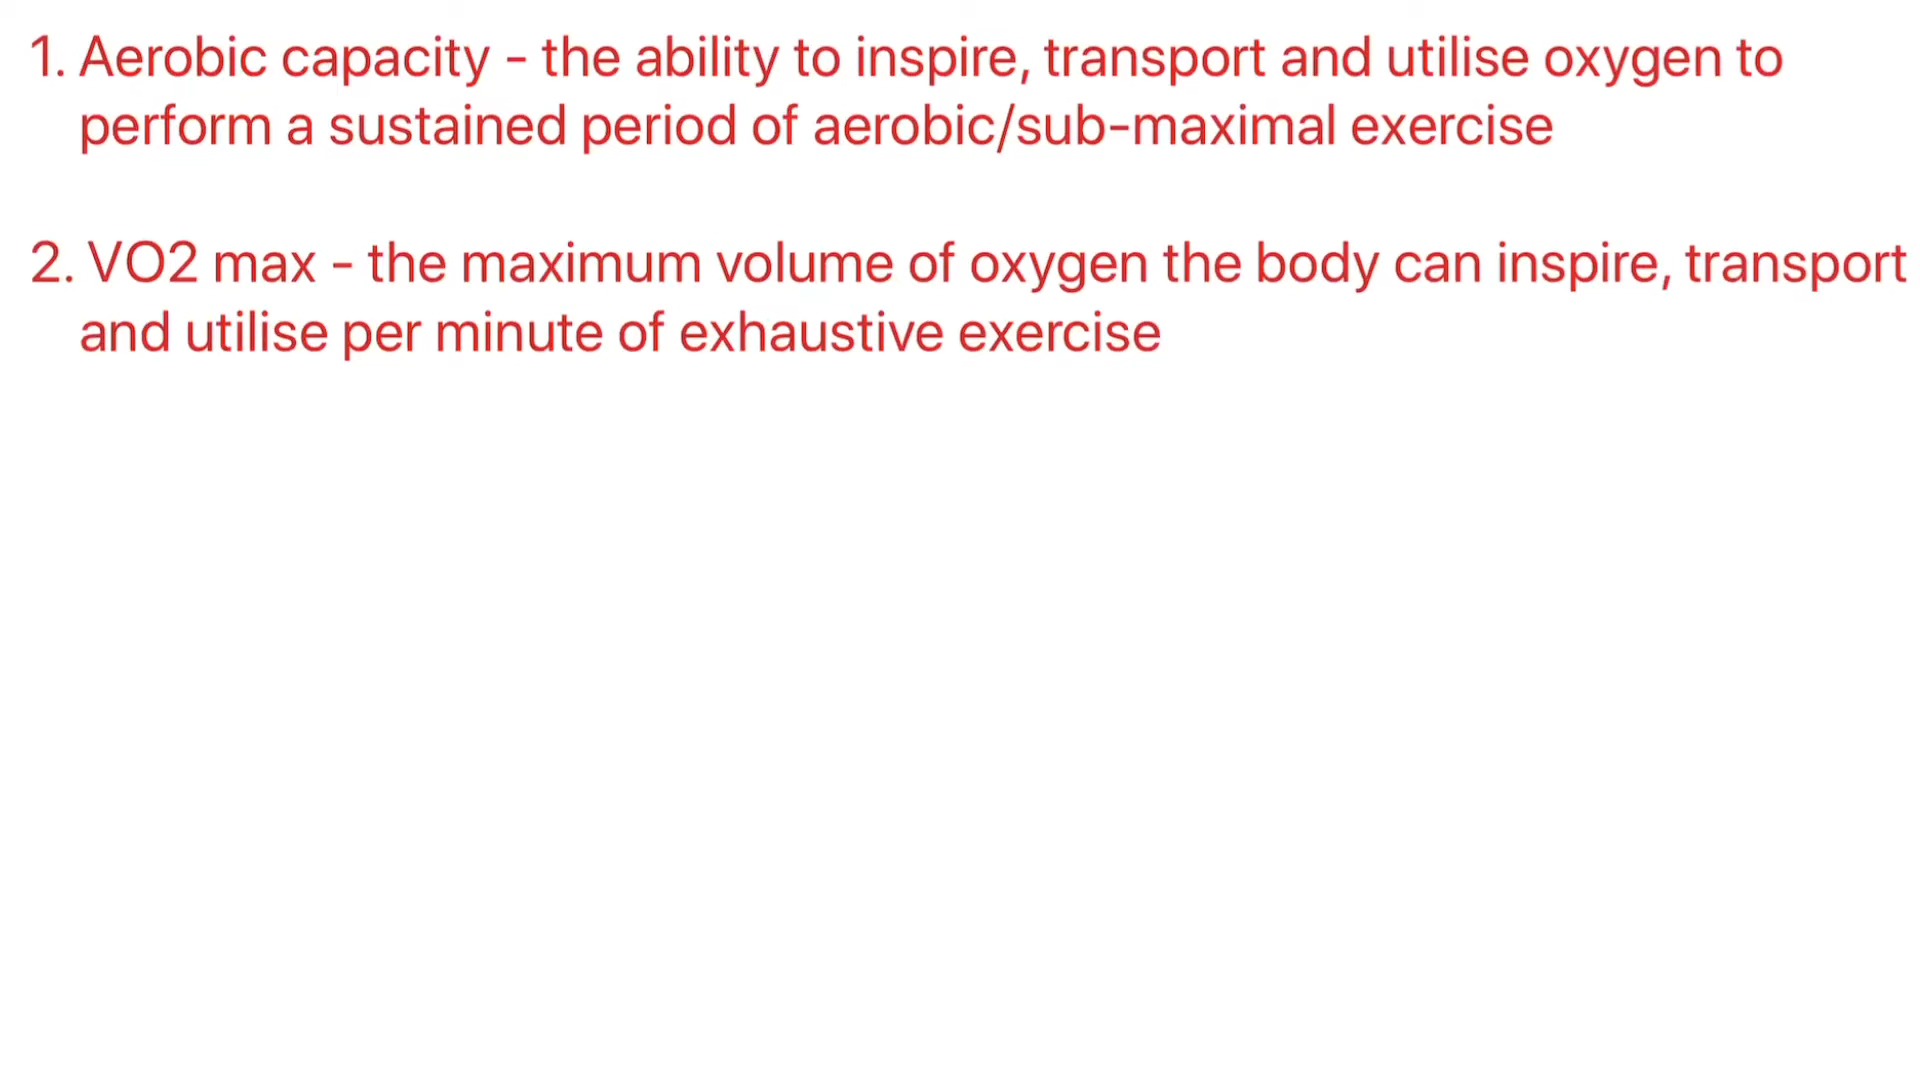 1. Aerobic capacity - the ability to inspire, transport and utilise oxygen to
perform a sustained period of aerobic/sub-maximal exercise
2. VO2 max - the maximum volume of oxygen the body can inspire, transport
and utilise per minute of exhaustive exercise